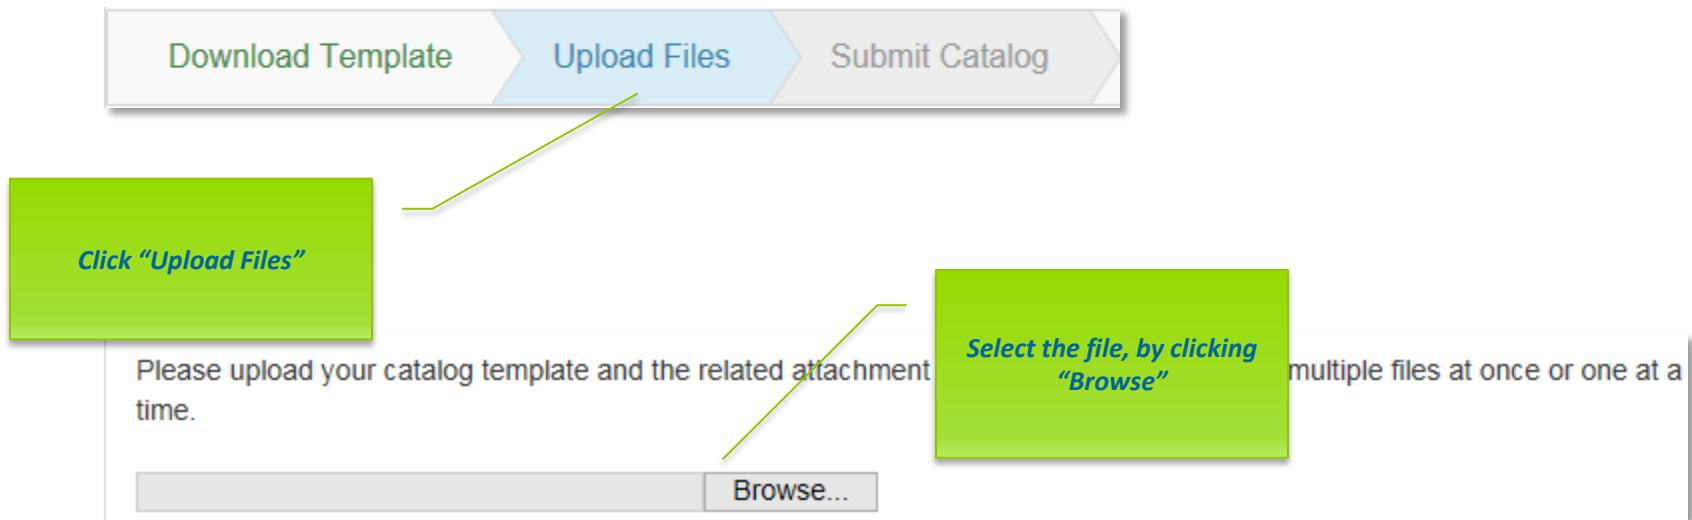 Download Template Upload Files Submit Catalog
Click “Upload Files”
Select the file, by clicking
“Browse”
Please upload your catalog template and the related attachment multiple files at once or one at a
time.
Browse...